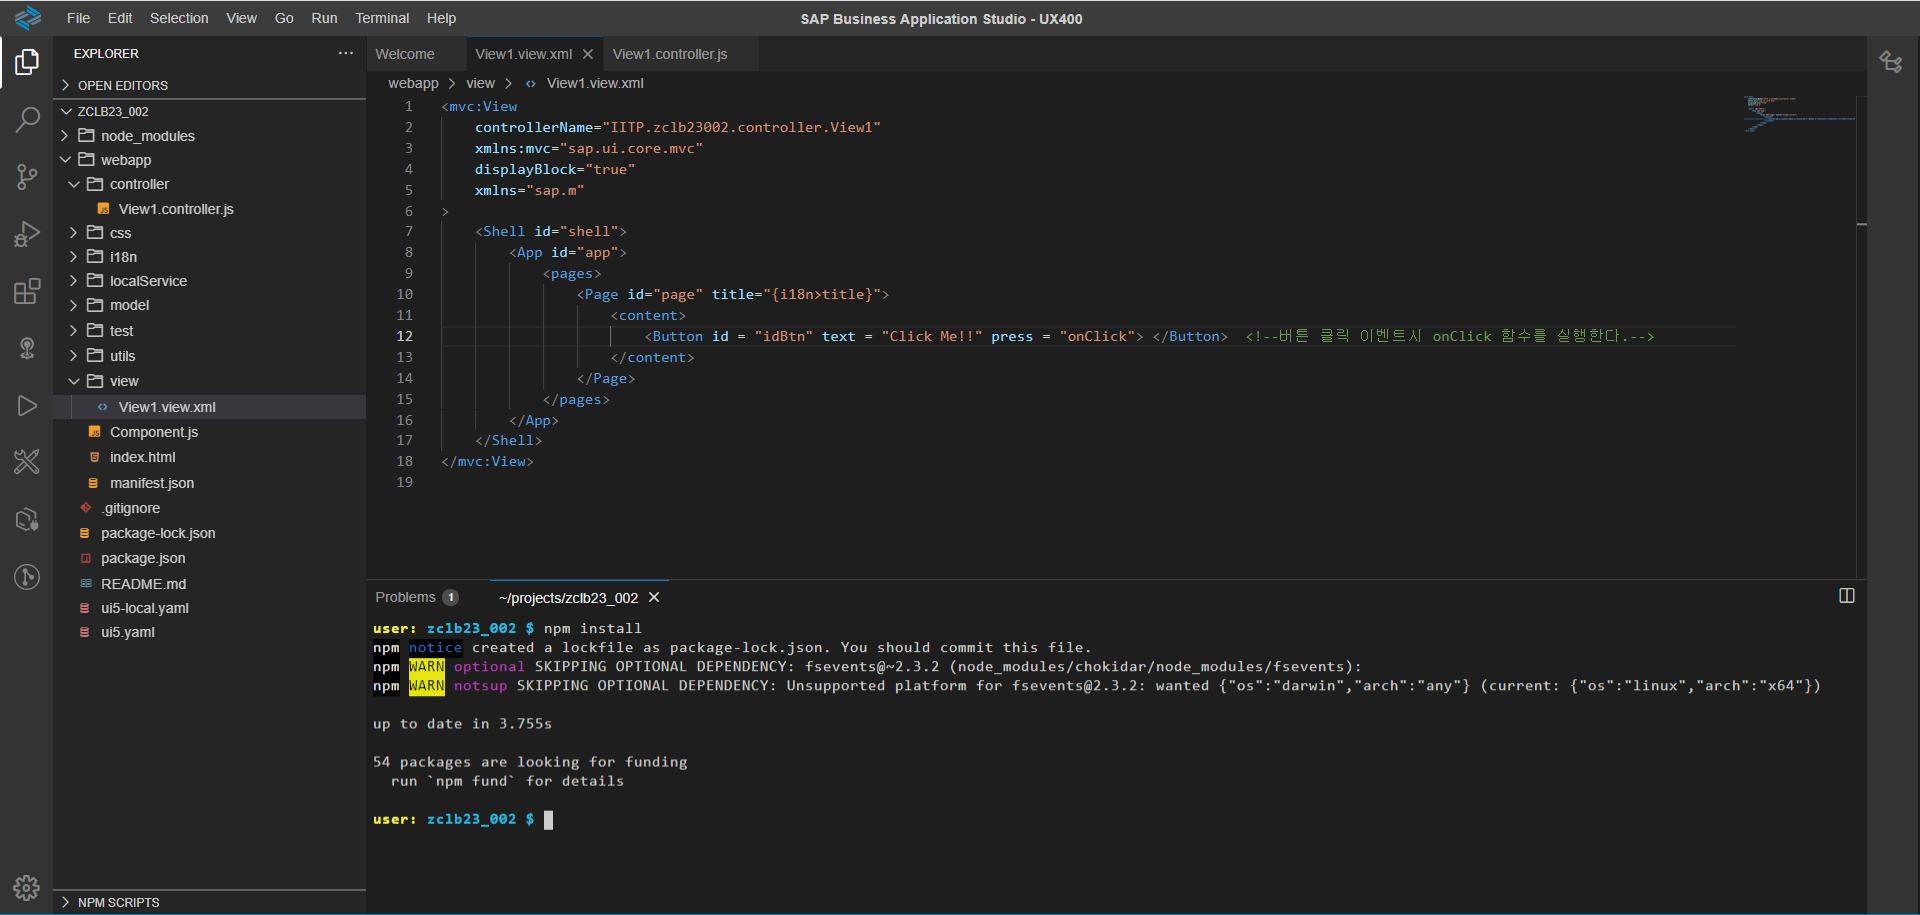 File Edit Selection View Go Run Terminal Help
SAP Business Application Studio - UX400
EXPLORER
OPEN EDITORS
ZCLB23_002
node_modules
webapp
controller
View1.controller.js
css
i18n
localService
model
test
utils
view
View1.view.xml
Component.js
index.html
manifest.json
.gitignore
package-lock.json
package.json
README.md
ui5-local.yaml
ui5.yaml
NPM SCRIPTS
Welcome View1.view.xml View1.controller.js
webapp > view > View1.view.xml
1 <mvc:View
2 controllerName="IITP.zclb23002.controller.View1"
3 xmlns:mvc="sap.ui.core.mvc"
4 displayBlock="true"
5 xmlns="sap.m"
6 >
7 <Shell id="shell">
8 <App id="app">
9 <pages>
10 <Page id="page" title="{i18n>title}">
11 <content>
12 <Button id = "idBtn" text = "Click Me!!" press = "onClick"> </Button> <!--버튼 클릭 이벤트시 onClick 함수를 실행한다.-->
13 </content>
14 </Page>
15 </pages>
16 </App>
17 </Shell>
18 </mvc:View>
19
Problems 1 ~/projects/zclb23_002
user: zclb23_002 $ npm install
npm notice created a lockfile as package-lock.json. You should commit this file.
npm WARN optional SKIPPING OPTIONAL DEPENDENCY: fsevents@~2.3.2 (node_modules/chokidar/node_modules/fsevents):
npm WARN notsup SKIPPING OPTIONAL DEPENDENCY: Unsupported platform for fsevents@2.3.2: wanted {"os":"darwin","arch":"any"} (current: {"os":"linux","arch":"x64"})
up to date in 3.755s
54 packages are looking for funding
run `npm fund` for details
user: zclb23_002 $